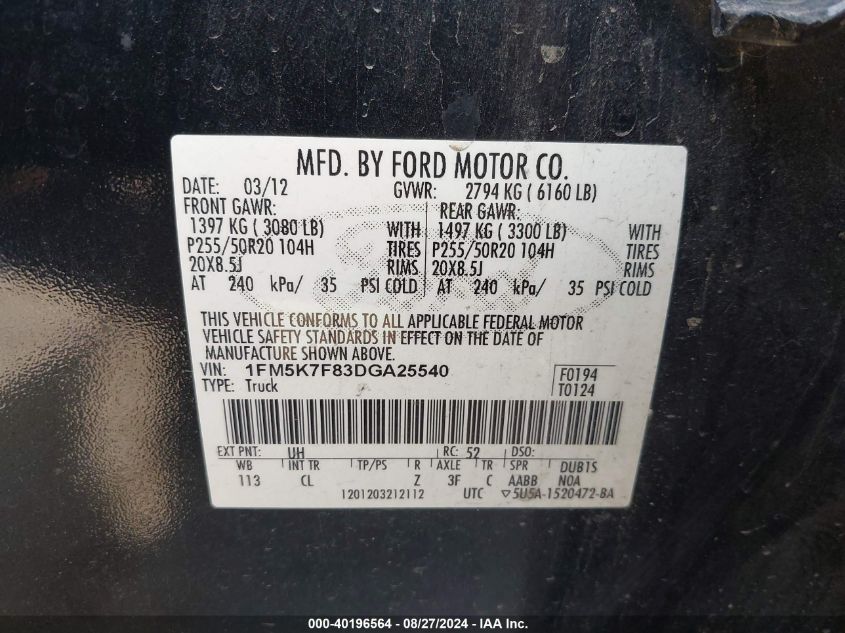 MFD. BY FORD MOTOR CO.
DATE: 03/12 GVWR: 2794 KG ( 6160 LB)
FRONT GAWR: REAR GAWR:
1397 KG ( 3080 LB) WITH 1497 KG ( 3300 LB) WITH
P255/50R20 104H TIRES P255/50R20 104H TIRES
20X8.5J RIMS 20X8.5J RIMS
AT 240 kPa/ 35 PSI COLD AT 240 kPa/ 35 PSI COLD
THIS VEHICLE CONFORMS TO ALL APPLICABLE FEDERAL MOTOR
VEHICLE SAFETY STANDARDS IN EFFECT ON THE DATE OF
MANUFACTURE SHOWN ABOVE.
VIN: 1FM5K7F83DGA25540 F0194
TYPE: Truck T0124
EXT PNT: UH RC: 52 DSO:
WB INT TR TP/PS R AXLE TR SPR DUB1S
113 CL Z 3F C AABB N0A
1201203212112 UTC ▽5U5A-1520472-BA
000-40196564 / 08/27/2024 / IAA Holdings, LLC.